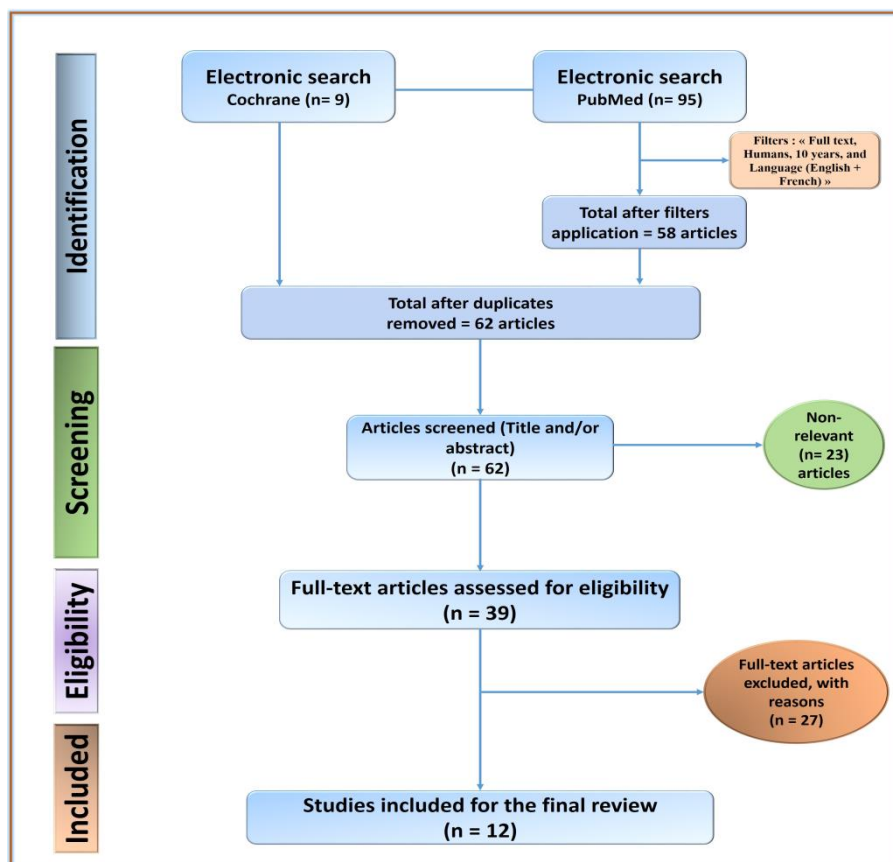 Identification
Electronic search
Cochrane (n= 9)
Electronic search
PubMed (n= 95)
Filters : « Full text,
Humans, 10 years, and
Language (English +
French) »
Total after filters
application = 58 articles
Total after duplicates
removed = 62 articles
Screening
Articles screened (Title and/or
abstract)
(n = 62)
Non-
relevant
(n= 23)
articles
Eligibility
Full-text articles assessed for eligibility
(n = 39)
Full-text articles
excluded, with
reasons
(n = 27)
Included
Studies included for the final review
(n = 12)